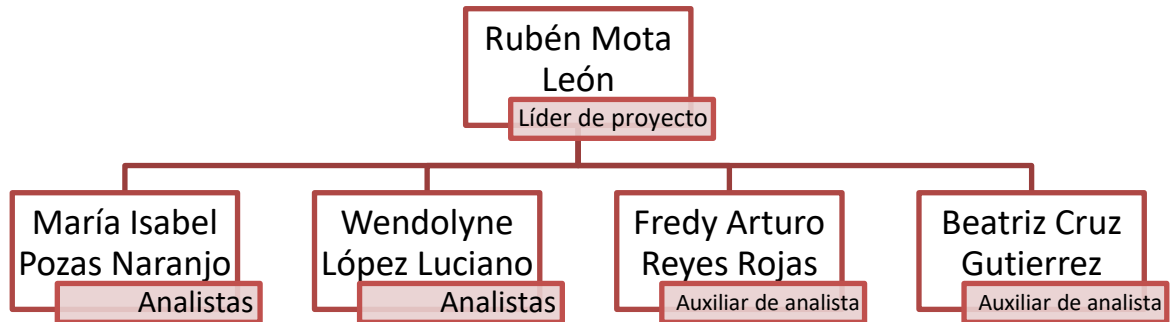 Rubén Mota
León
Líder de proyecto
María Isabel
Pozas Naranjo
Analistas
Wendolyne
López Luciano
Analistas
Fredy Arturo
Reyes Rojas
Auxiliar de analista
Beatriz Cruz
Gutierrez
Auxiliar de analista